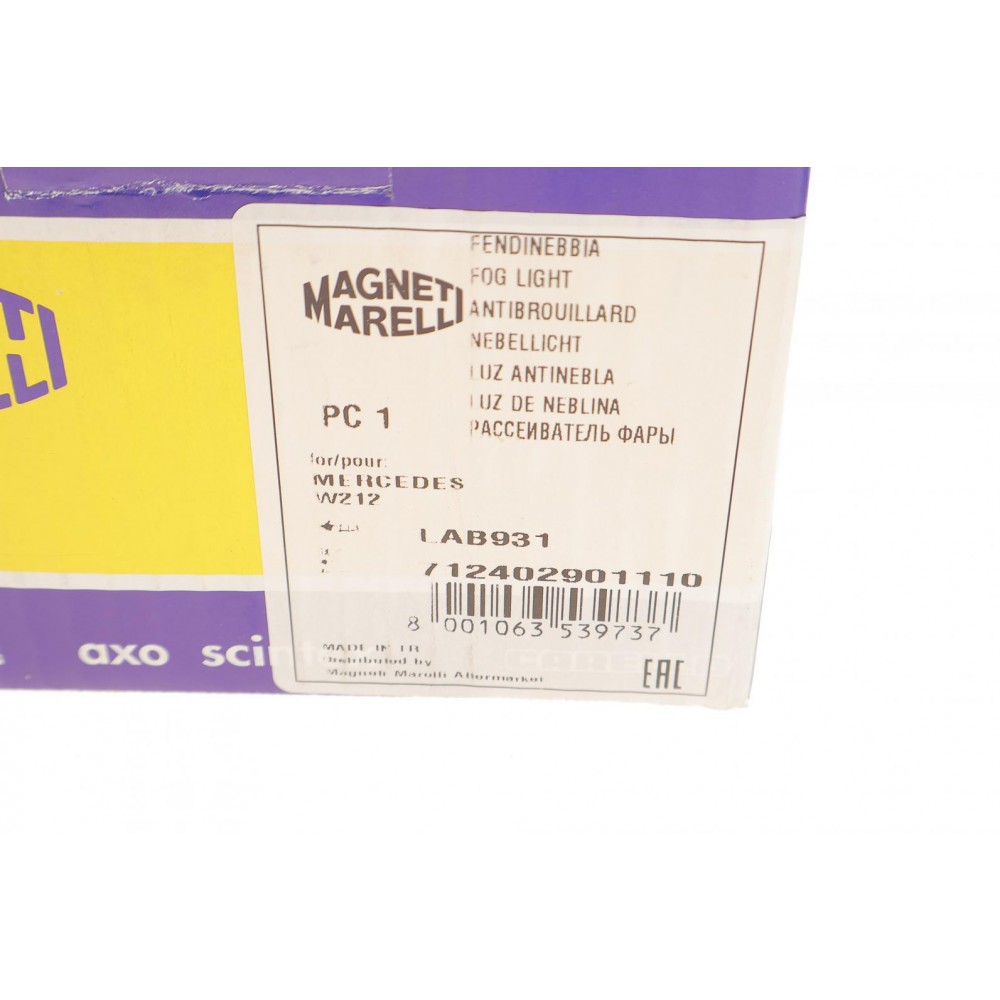 MAGNETI
MARELLI
FENDINEBBIA
FOG LIGHT
ANTIBROUILLARD
NEBELLICHT
LUZ ANTINEBLA
LUZ DE NEBLINA
РАССЕИВАТЕЛЬ ФАРЫ
PC 1
for/pour:
MERCEDES
W212
LAB931
712402901110
8 001063 539737
MADE IN TR
Distributed by
Magneti Marelli Aftermarket
EAC
axo